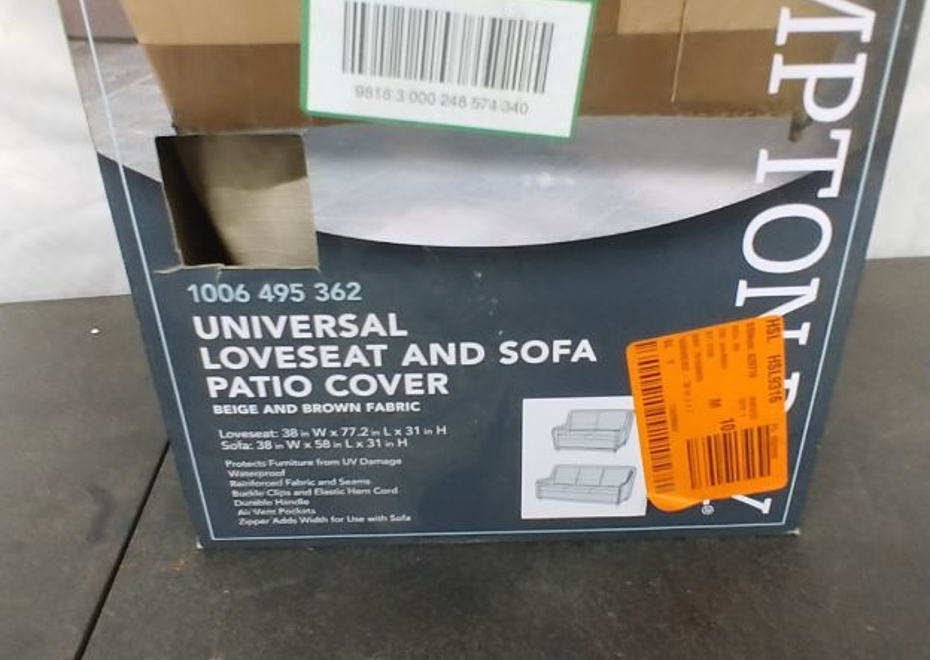 9818 3 000 248 574 340
MPTON B Y®
1006 495 362
UNIVERSAL
LOVESEAT AND SOFA
PATIO COVER
BEIGE AND BROWN FABRIC
Loveseat: 38 in W x 77.2 in L x 31 in H
Sofa: 38 in W x 58 in L x 31 in H
Protects Furniture from UV Damage
Waterproof
Reinforced Fabric and Seams
Buckle Clips and Elastic Hem Cord
Durable Handle
Air Vent Pockets
Zipper Adds Width for Use with Sofa
HSL HSL9316
M